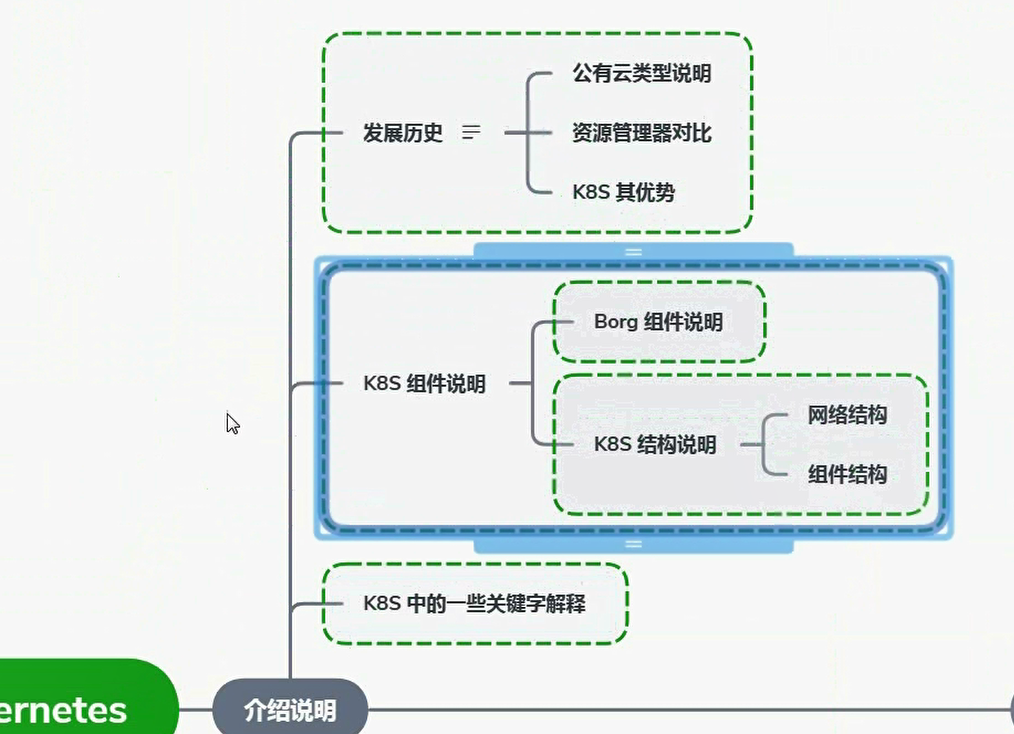 公有云类型说明
发展历史
资源管理器对比
K8S 其优势
Borg 组件说明
K8S 组件说明
网络结构
K8S 结构说明
组件结构
K8S 中的一些关键字解释
ernetes
介绍说明